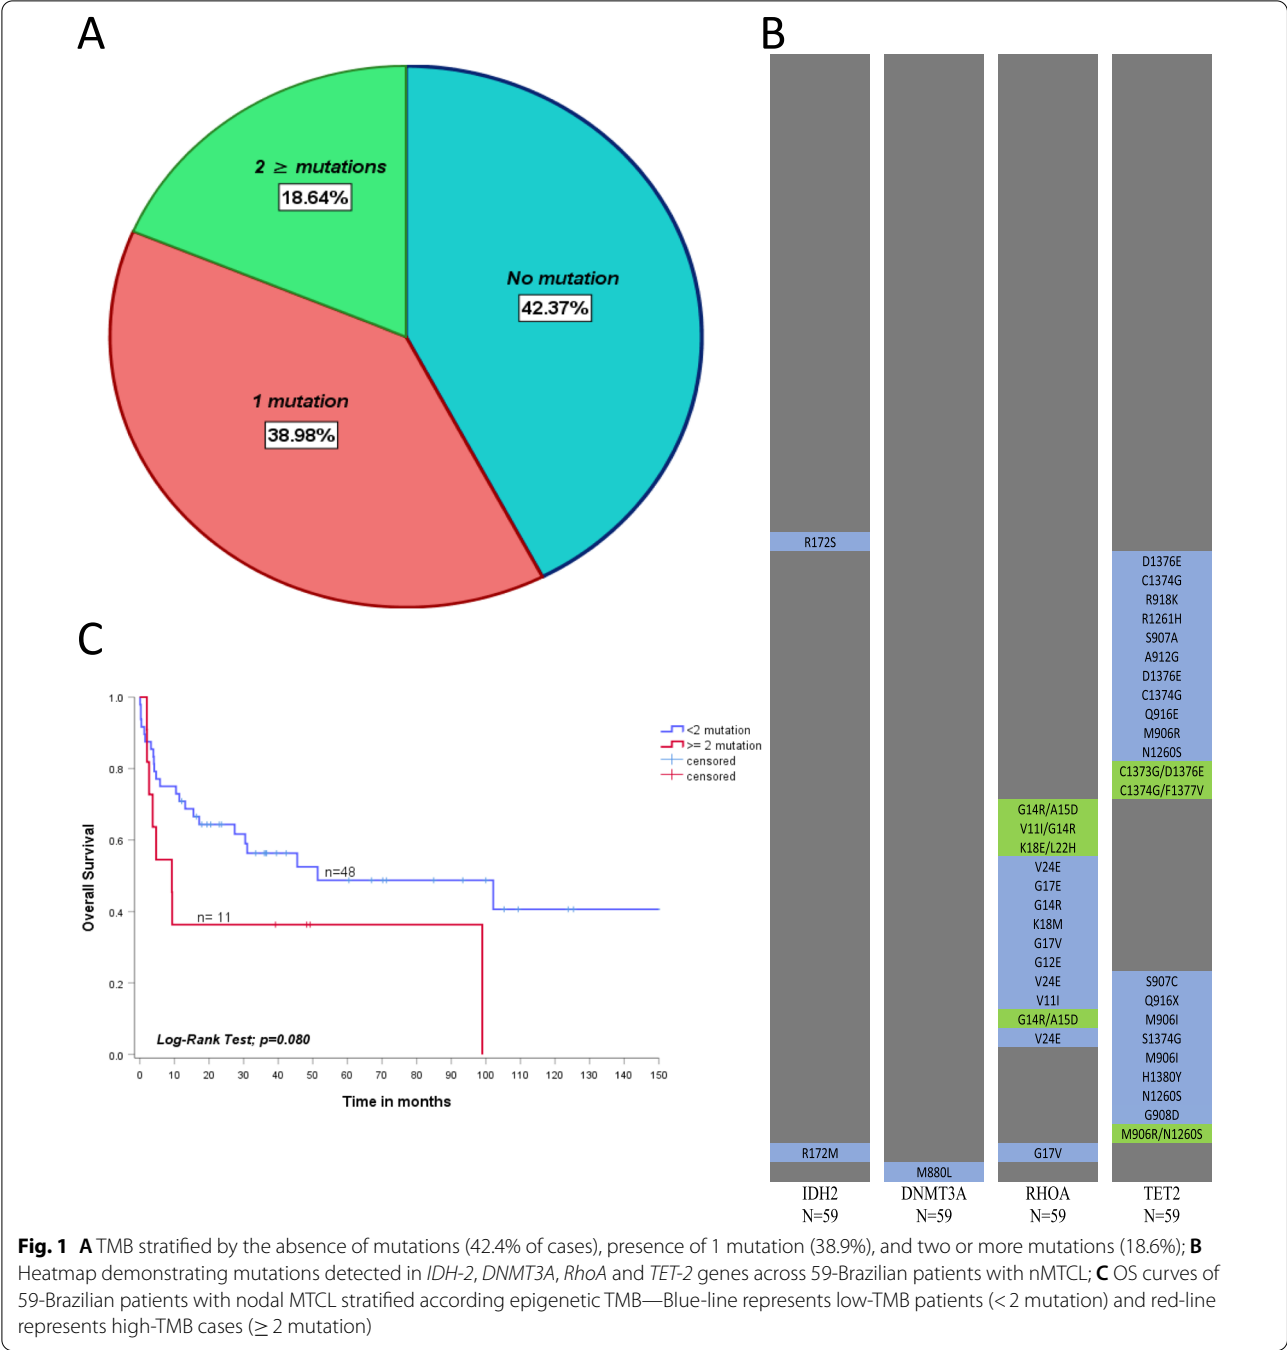 A
2 ≥ mutations
18.64%
No mutation
42.37%
1 mutation
38.98%
B
R172S
R172M
IDH2
N=59
M880L
DNMT3A
N=59
G14R/A15D
V11I/G14R
K18E/L22H
V24E
G17E
G14R
K18M
G17V
G12E
V24E
V11I
G14R/A15D
V24E
G17V
RHOA
N=59
D1376E
C1374G
R918K
R1261H
S907A
A912G
D1376E
C1374G
Q916E
M906R
N1260S
C1373G/D1376E
C1374G/F1377V
S907C
Q916X
M906I
S1374G
M906I
H1380Y
N1260S
G908D
M906R/N1260S
TET2
N=59
C
Overall Survival
1.0
0.8
0.6
0.4
0.2
0.0
<2 mutation
>= 2 mutation
censored
censored
n=48
n= 11
Log-Rank Test; p=0.080
0 10 20 30 40 50 60 70 80 90 100 110 120 130 140 150
Time in months
Fig. 1 A TMB stratified by the absence of mutations (42.4% of cases), presence of 1 mutation (38.9%), and two or more mutations (18.6%); B
Heatmap demonstrating mutations detected in IDH-2, DNMT3A, RhoA and TET-2 genes across 59-Brazilian patients with nMTCL; C OS curves of
59-Brazilian patients with nodal MTCL stratified according epigenetic TMB—Blue-line represents low-TMB patients (< 2 mutation) and red-line
represents high-TMB cases (≥ 2 mutation)